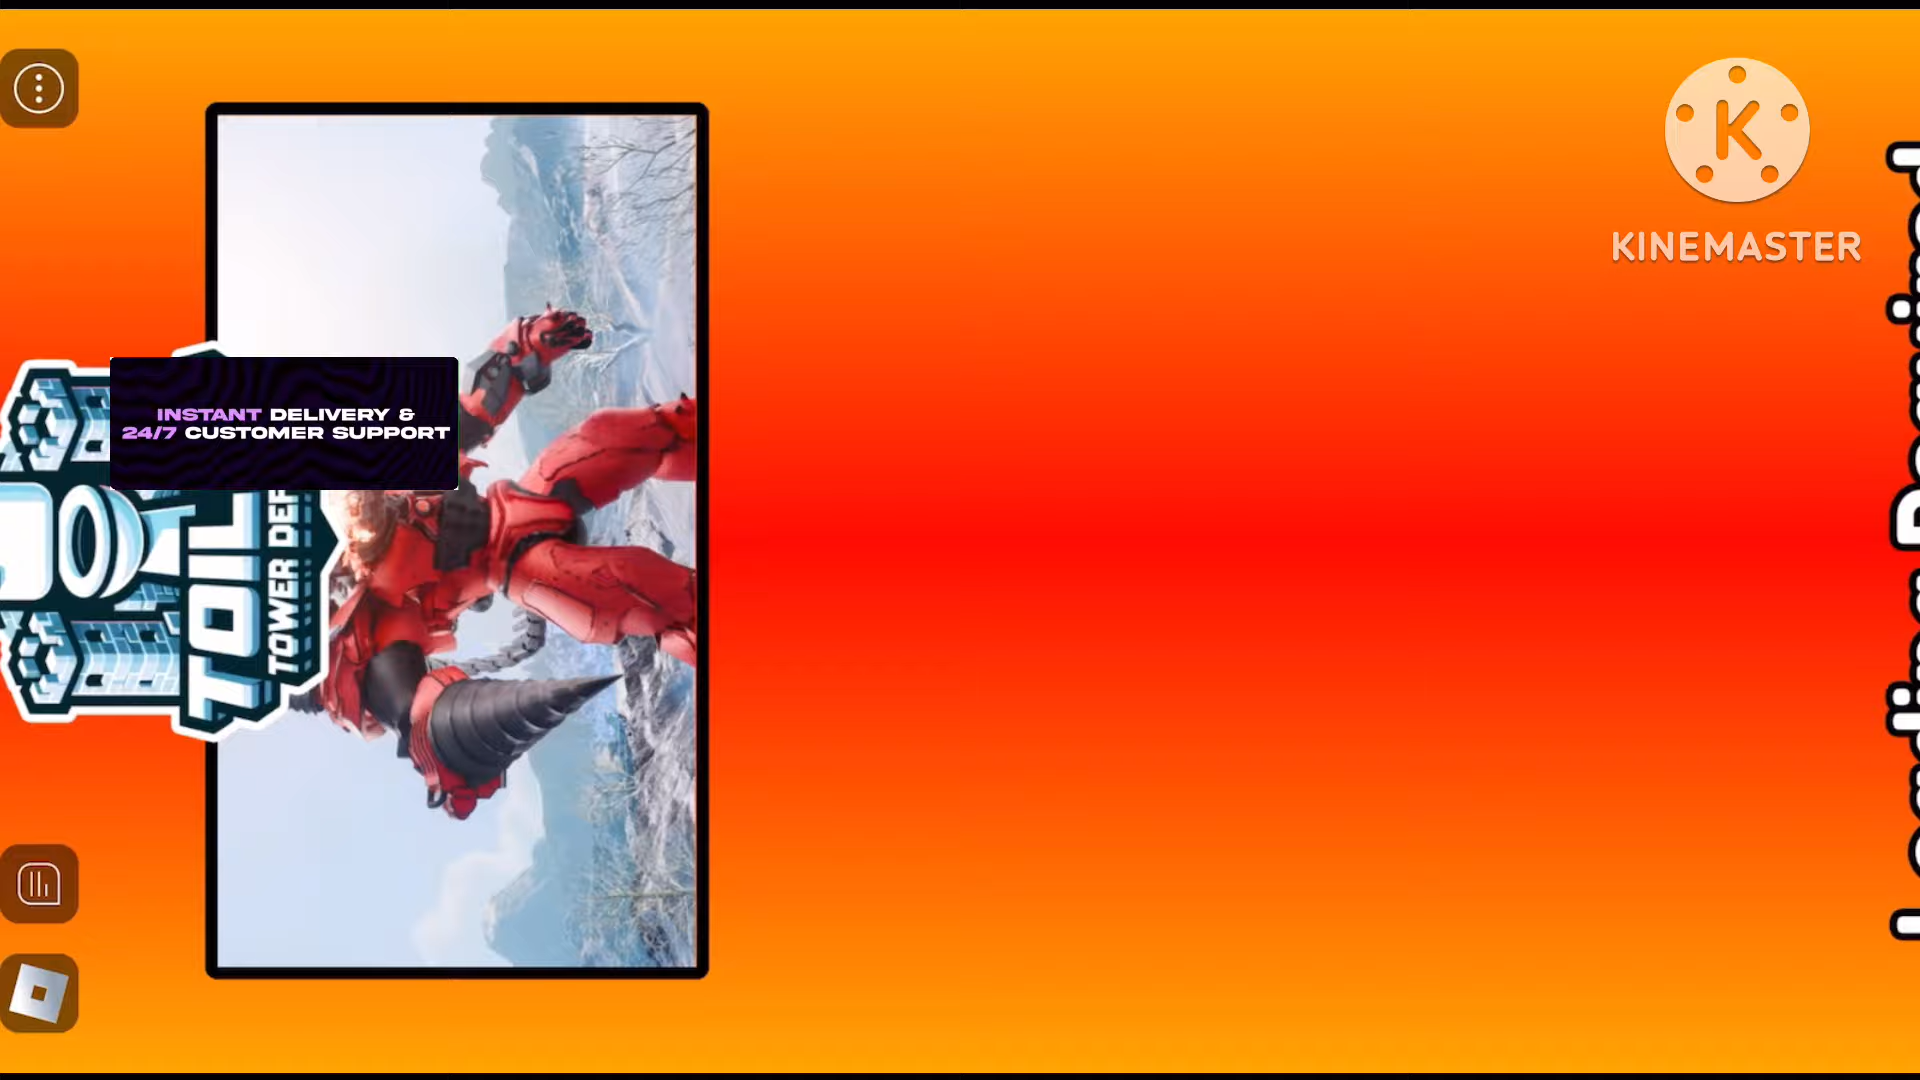 K
KINEMASTER
INSTANT DELIVERY &
24/7 CUSTOMER SUPPORT
TOIL
TOWER DEF